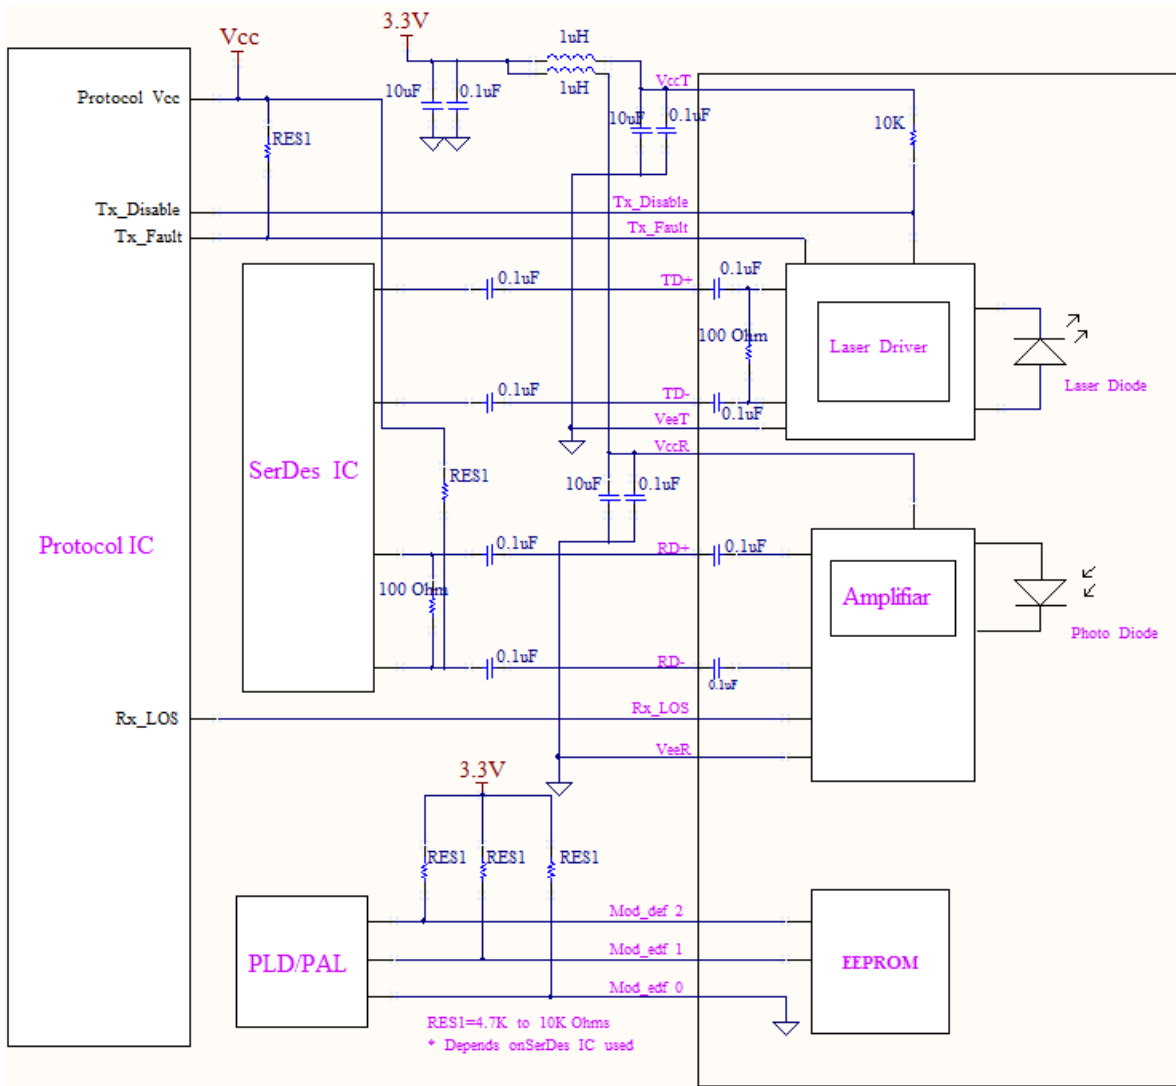 3.3V
1uH
Vcc
1uH
VccT
Protocol Vcc
10uF
0.1uF
10uF
0.1uF
10K
RES1
Tx_Disable
Tx_Disable
Tx_Fault
Tx_Fault
0.1uF
TD+
0.1uF
100 Ohm
Laser Driver
Laser Diode
0.1uF
TD-
0.1uF
VeeT
VccR
SerDes IC
RES1
10uF
0.1uF
Protocol IC
0.1uF
RD+
0.1uF
100 Ohm
Amplifiar
Photo Diode
0.1uF
RD-
0.1uF
Rx_LOS
Rx_LOS
VeeR
3.3V
RES1
RES1
RES1
Mod_def 2
PLD/PAL
Mod_edf 1
EEPROM
Mod_edf 0
RES1=4.7K to 10K Ohms
* Depends onSerDes IC used